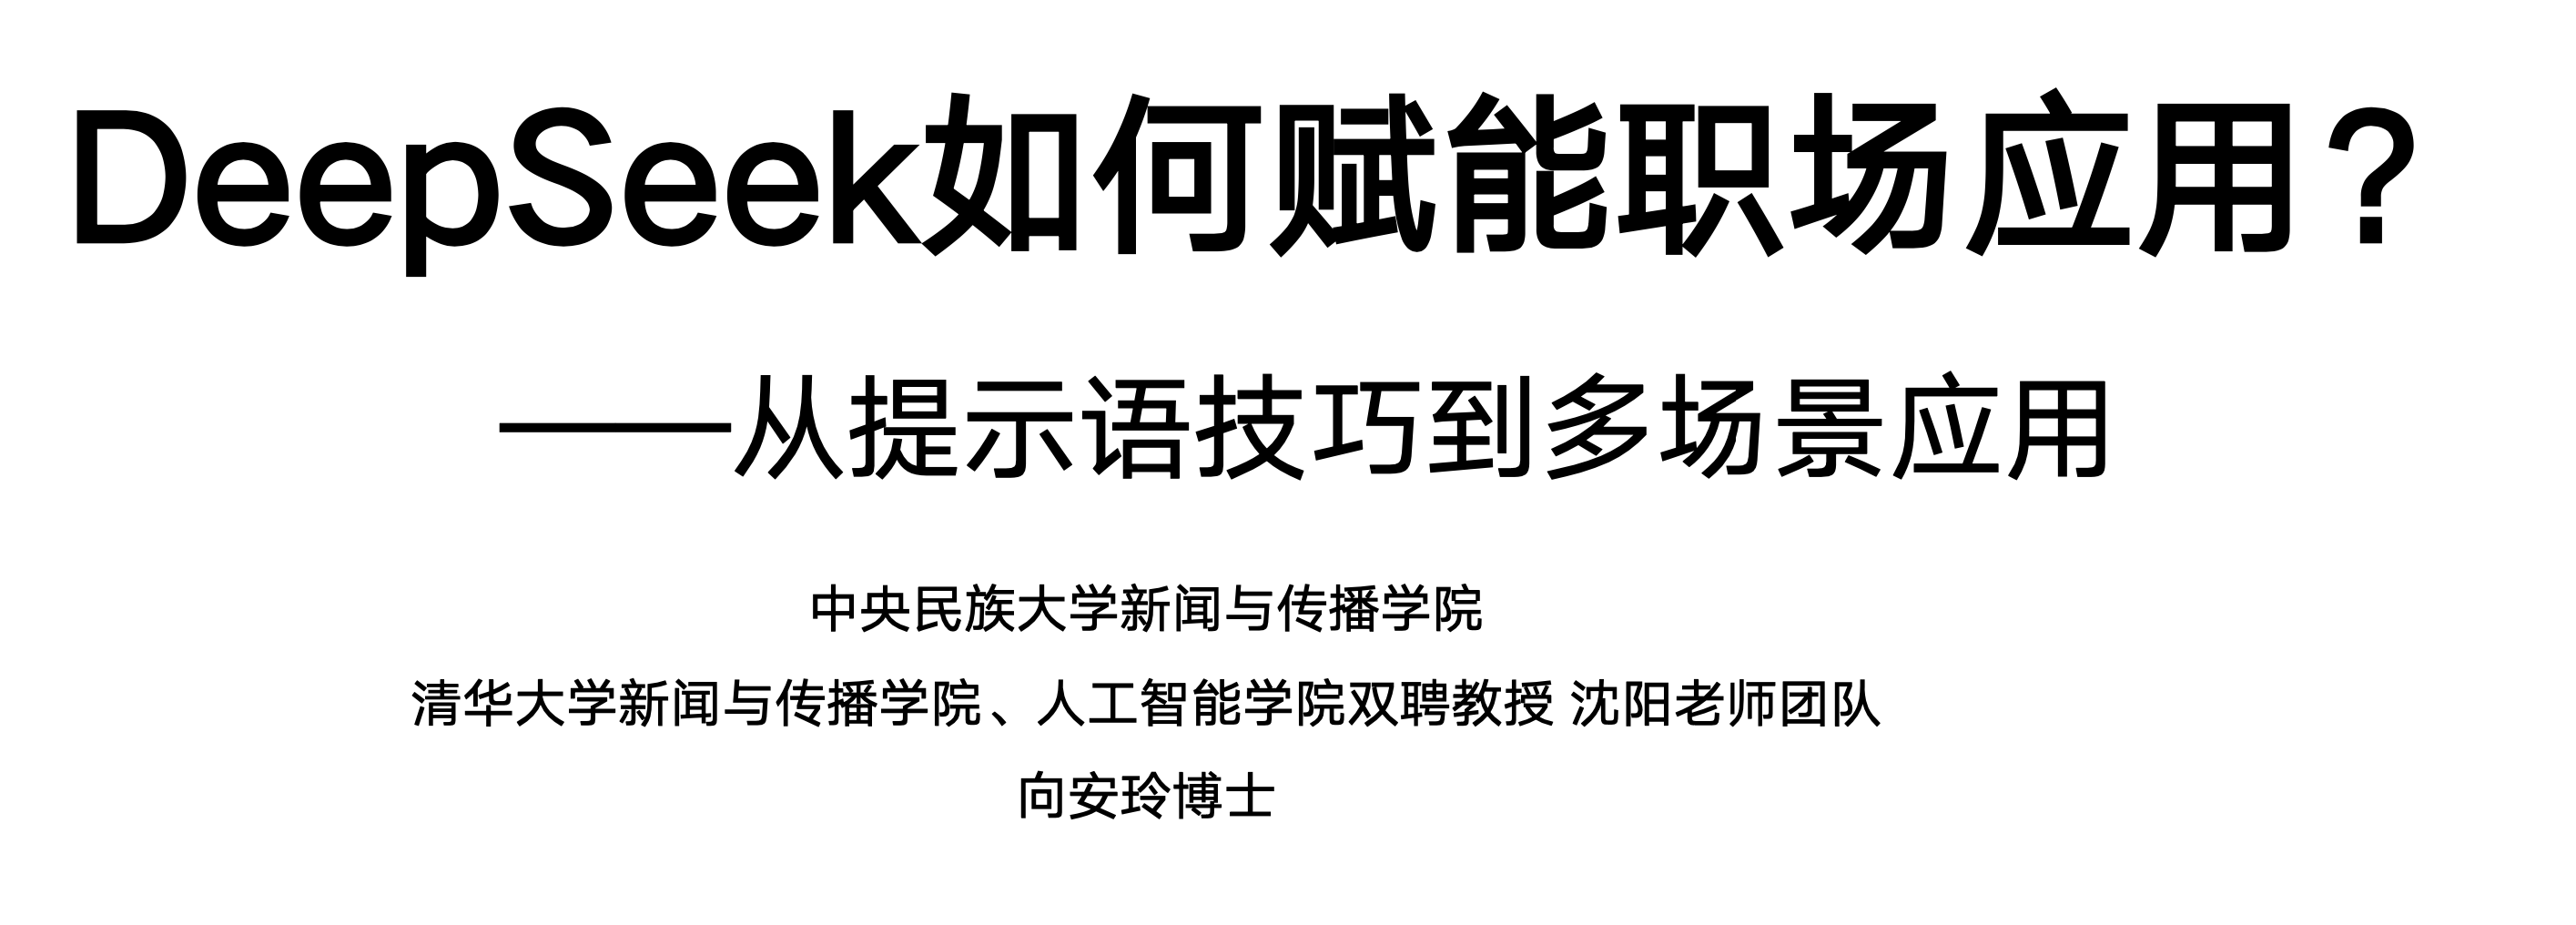 DeepSeek如何赋能职场应用？
——从提示语技巧到多场景应用
中央民族大学新闻与传播学院
清华大学新闻与传播学院、人工智能学院双聘教授 沈阳老师团队
向安玲博士